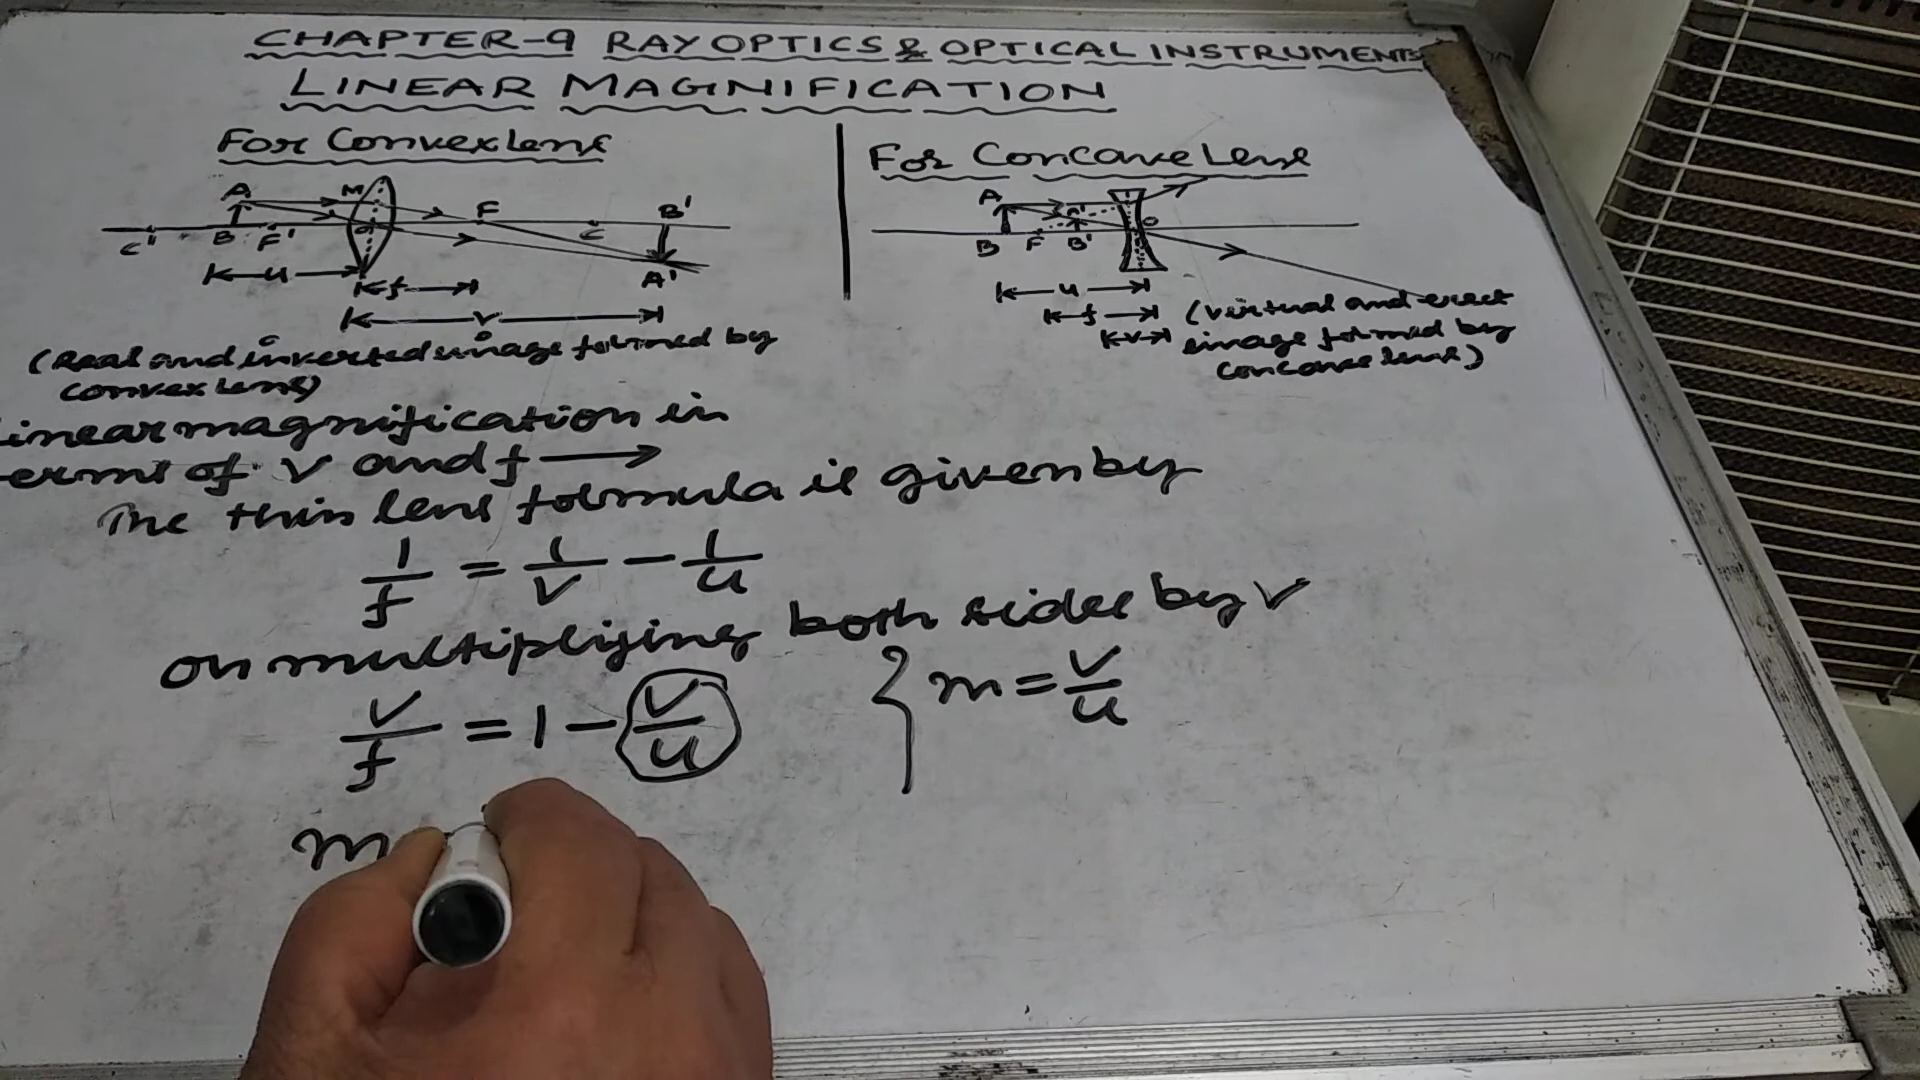 CHAPTER-9 RAY OPTICS & OPTICAL INSTRUMENTS
LINEAR MAGNIFICATION
For Convex lens
A M F B'
C' B F' O C
A'
u
f
v
(Real and inverted image formed by
convex lens)
For Concave Lens
A A' O
B F B'
u
f
v
(virtual and erect
image formed by
concave lens)
inear magnification in
erms of v and f →
The thin lens formula is given by
1/f = 1/v - 1/u
on multiplying both sides by v
v/f = 1 - v/u { m = v/u
m